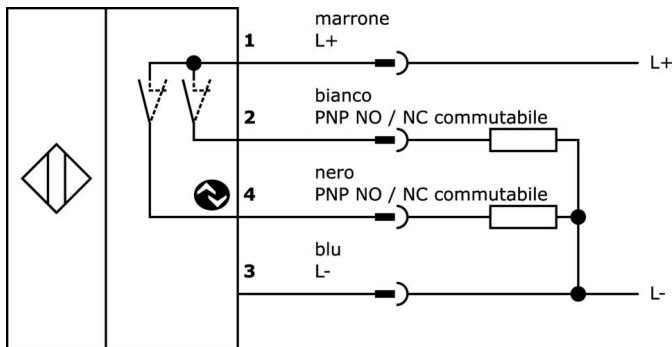 marrone
1 L+
L+
bianco
2 PNP NO / NC commutabile
nero
4 PNP NO / NC commutabile
blu
3 L-
L-